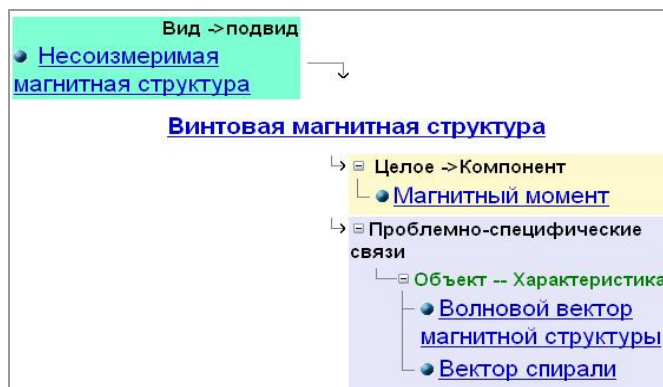 Вид ->подвид
Несоизмеримая
магнитная структура
Винтовая магнитная структура
Целое ->Компонент
Магнитный момент
Проблемно-специфические
связи
Объект -- Характеристика
Волновой вектор
магнитной структуры
Вектор спирали